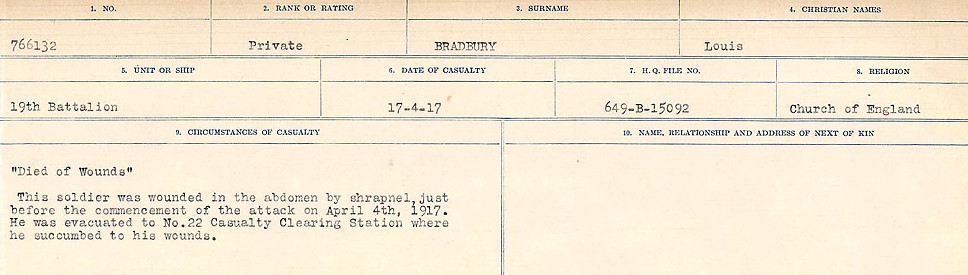 1. NO. 2. RANK OR RATING 3. SURNAME 4. CHRISTIAN NAMES
766132 Private BRADBURY Louis
5. UNIT OR SHIP 6. DATE OF CASUALTY 7. H.Q. FILE NO. 8. RELIGION
19th Battalion 17-4-17 649-B-15092 Church of England
9. CIRCUMSTANCES OF CASUALTY 10. NAME, RELATIONSHIP AND ADDRESS OF NEXT OF KIN
"Died of Wounds"
This soldier was wounded in the abdomen by shrapnel, just
before the commencement of the attack on April 4th, 1917.
He was evacuated to No.22 Casualty Clearing Station where
he succumbed to his wounds.